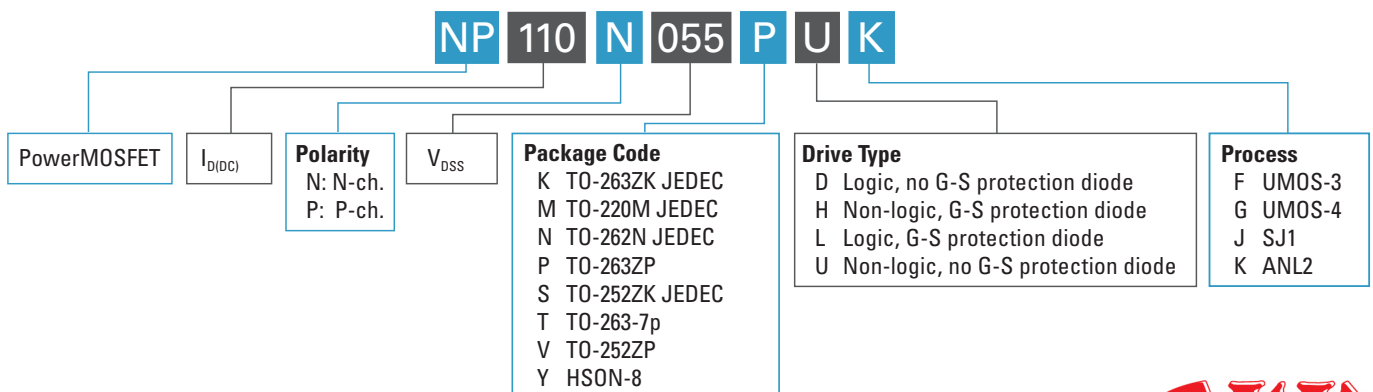 NP 110 N 055 P U K
PowerMOSFET
I_D(DC)
Polarity
N: N-ch.
P: P-ch.
V_DSS
Package Code
K TO-263ZK JEDEC
M TO-220M JEDEC
N TO-262N JEDEC
P TO-263ZP
S TO-252ZK JEDEC
T TO-263-7p
V TO-252ZP
Y HSON-8
Drive Type
D Logic, no G-S protection diode
H Non-logic, G-S protection diode
L Logic, G-S protection diode
U Non-logic, no G-S protection diode
Process
F UMOS-3
G UMOS-4
J SJ1
K ANL2